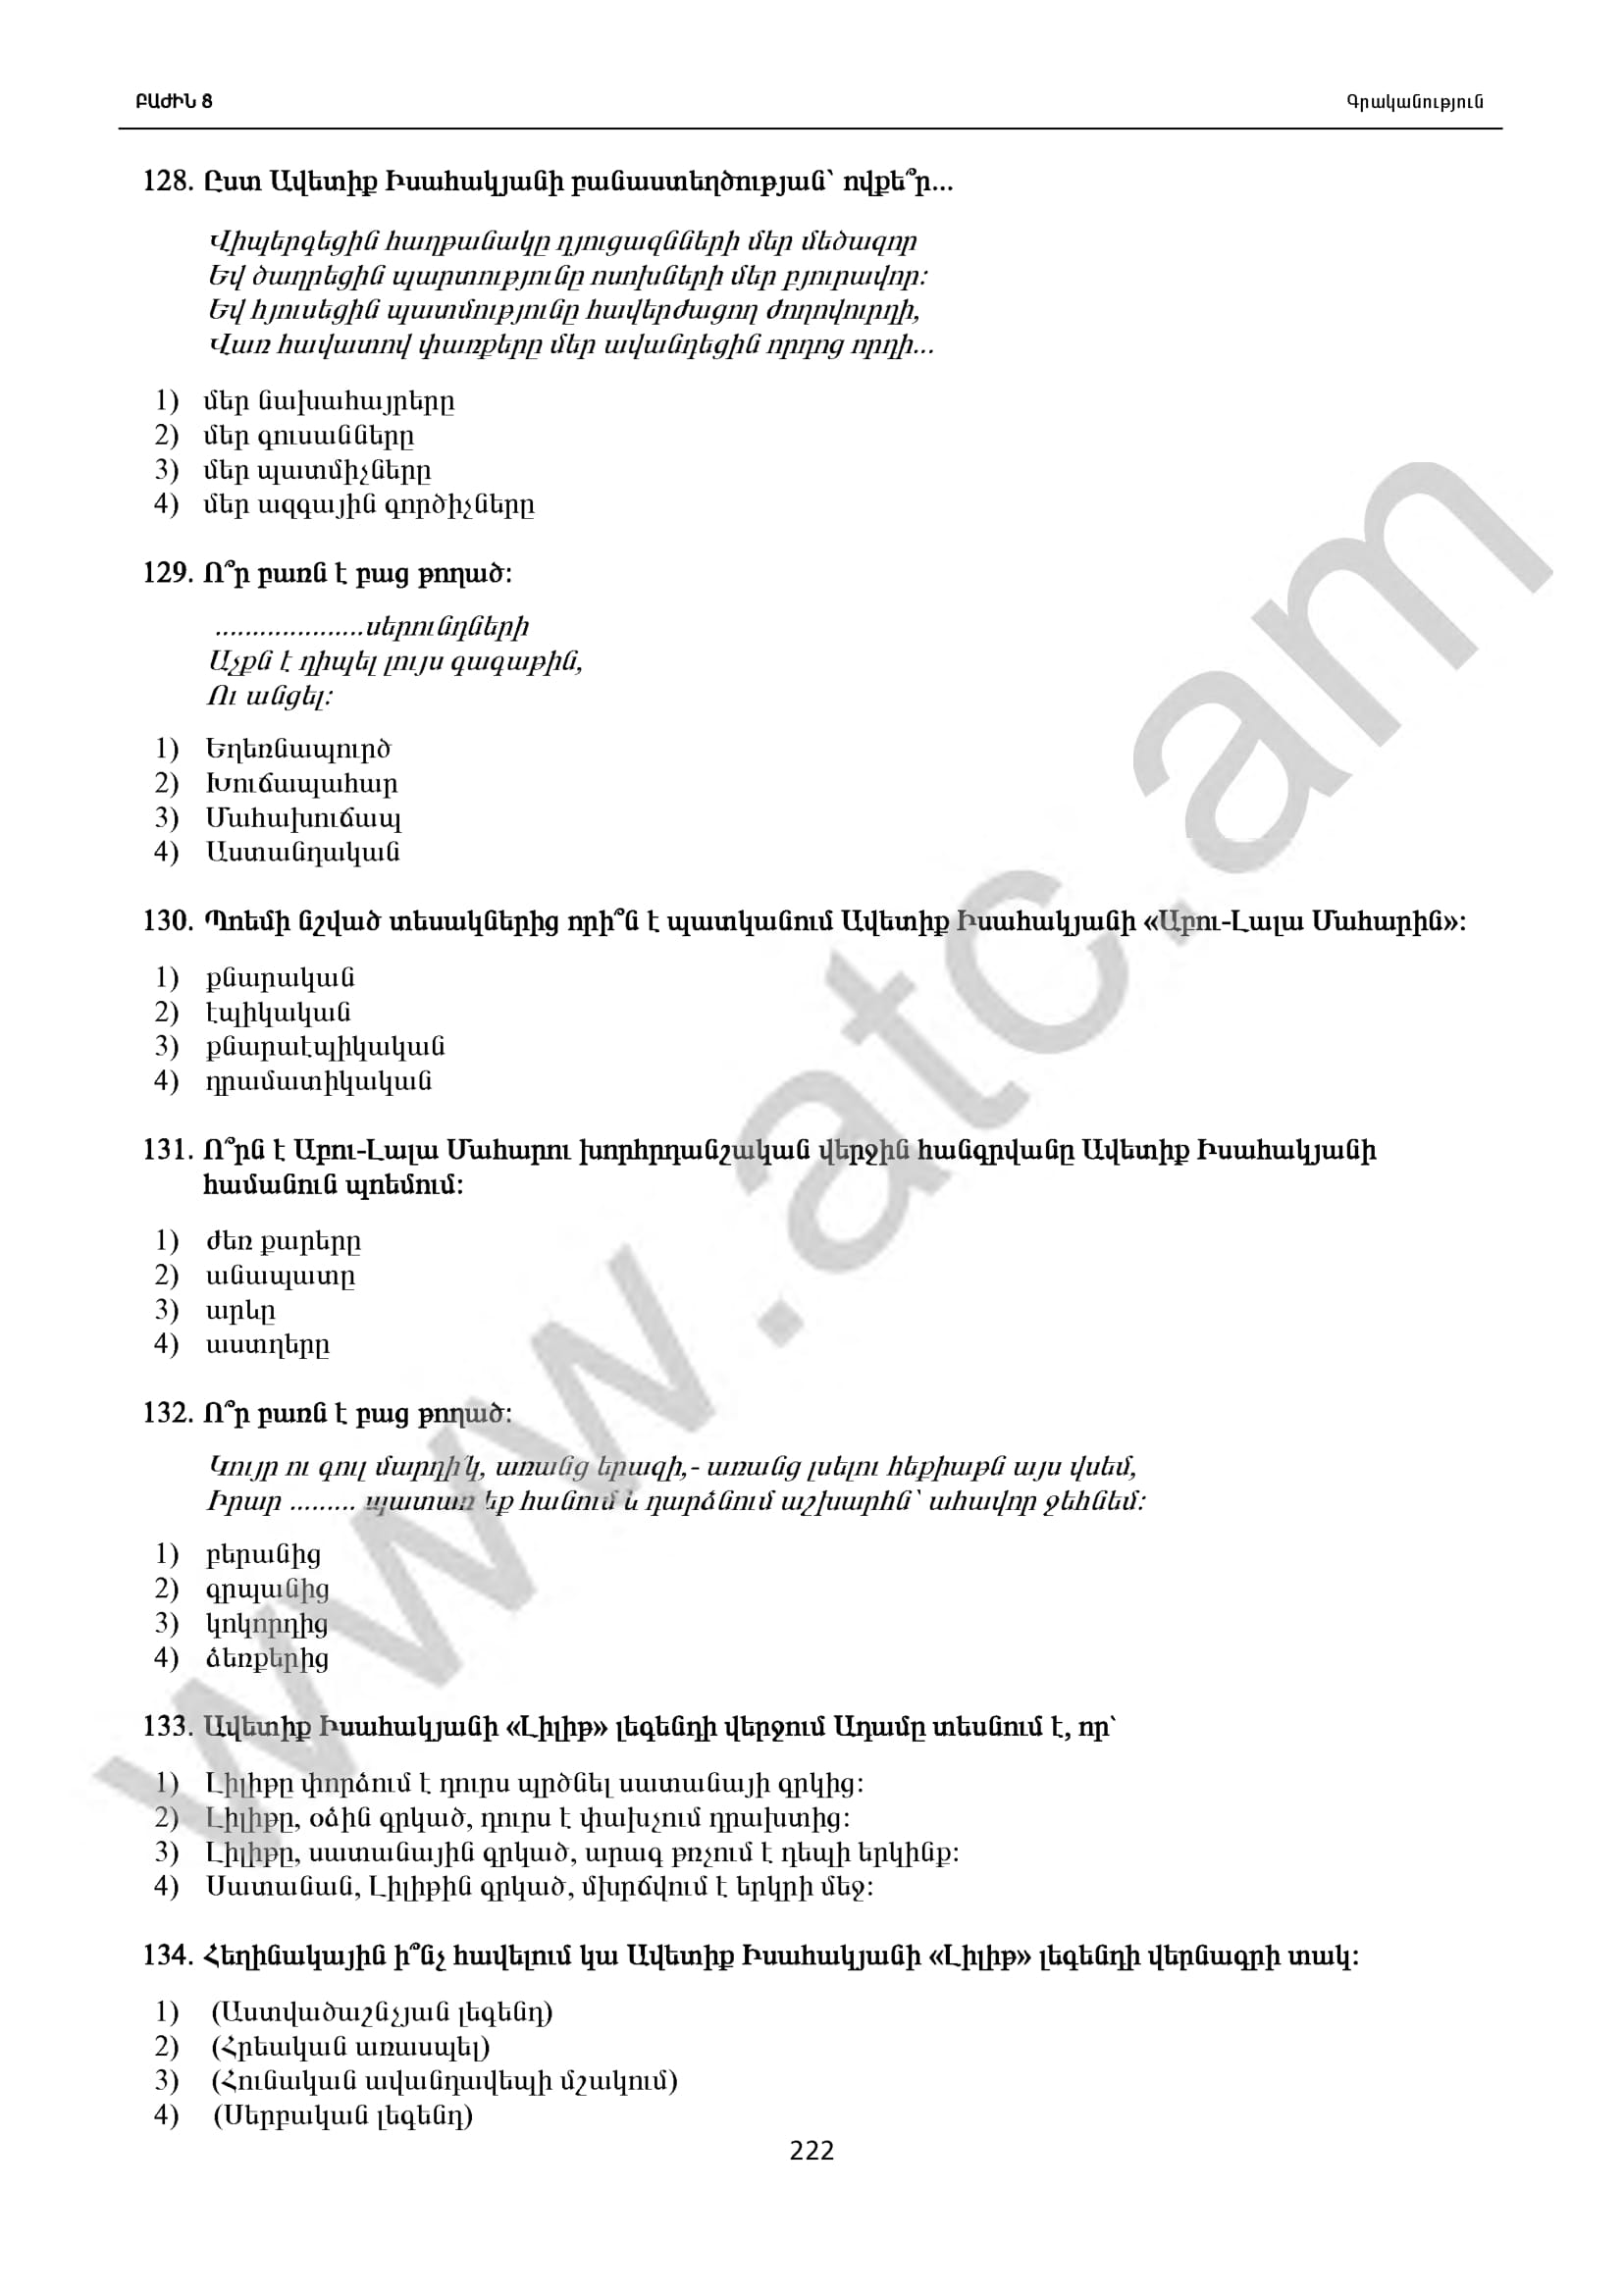 ԲԱԺԻՆ 8
Գրականություն
128. Ըստ Ավետիք Իսահակյանի բանաստեղծության՝ ովքե՞ր...
Վիպերգեցին հաղթանակը դյուցազնների մեր մեծազոր
Եվ ծաղրեցին պարտությունը ոսոխների մեր բյուրավոր:
Եվ հյուսեցին պատմությունը հավերժացող ժողովուրդի,
Վառ հավատով փառքերը մեր ավանդեցին որդոց որդի...
1) մեր նախահայրերը
2) մեր գուսանները
3) մեր պատմիչները
4) մեր ազգային գործիչները
129. Ո՞ր բառն է բաց թողած:
....................սերունդների
Աչքն է դիպել լույս գագաթին,
Ու անցել:
1) Եղեռնապուրծ
2) Խուճապահար
3) Մահախուճապ
4) Աստանդական
130. Պոեմի նշված տեսակներից որի՞ն է պատկանում Ավետիք Իսահակյանի «Աբու-Լալա Մահարին»:
1) քնարական
2) էպիկական
3) քնարաէպիկական
4) դրամատիկական
131. Ո՞րն է Աբու-Լալա Մահարու խորհրդանշական վերջին հանգրվանը Ավետիք Իսահակյանի
համանուն պոեմում:
1) ժեռ քարերը
2) անապատը
3) արևը
4) աստղերը
132. Ո՞ր բառն է բաց թողած:
Կույր ու գուլ մարդի՛կ, առանց երազի,- առանց լսելու հեքիաթն այս վսեմ,
Իրար ......... պատառ եք հանում և դարձնում աշխարհն՝ ահավոր ջեհնեմ:
1) բերանից
2) գրպանից
3) կոկորդից
4) ձեռքերից
133. Ավետիք Իսահակյանի «Լիլիթ» լեգենդի վերջում Ադամը տեսնում է, որ՝
1) Լիլիթը փորձում է դուրս պրծնել սատանայի գրկից:
2) Լիլիթը, օձին գրկած, դուրս է փախչում դրախտից:
3) Լիլիթը, սատանային գրկած, արագ թռչում է դեպի երկինք:
4) Սատանան, Լիլիթին գրկած, մխրճվում է երկրի մեջ:
134. Հեղինակային ի՞նչ հավելում կա Ավետիք Իսահակյանի «Լիլիթ» լեգենդի վերնագրի տակ:
1) (Աստվածաշնչյան լեգենդ)
2) (Հրեական առասպել)
3) (Հունական ավանդավեպի մշակում)
4) (Սերբական լեգենդ)
222
www.atc.am